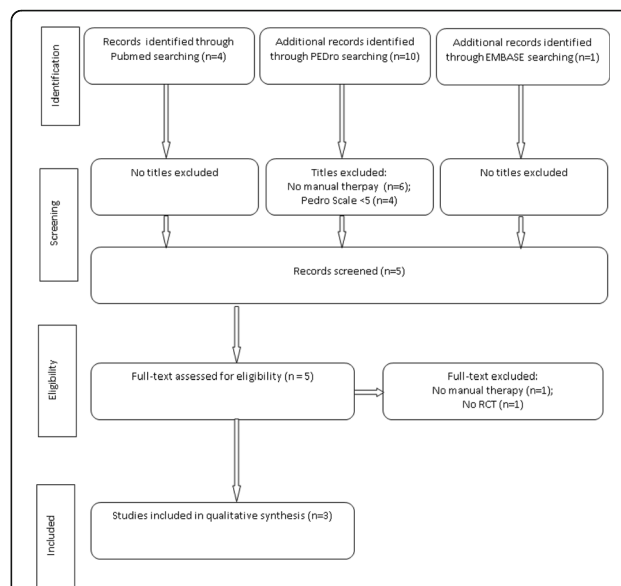 Identification
Records identified through
Pubmed searching (n=4)
Additional records identified
through PEDro searching (n=10)
Additional records identified
through EMBASE searching (n=1)
Screening
No titles excluded
Titles excluded:
No manual therpay (n=6);
Pedro Scale <5 (n=4)
No titles excluded
Records screened (n=5)
Eligibility
Full-text assessed for eligibility (n = 5)
Full-text excluded:
No manual therapy (n=1);
No RCT (n=1)
Included
Studies included in qualitative synthesis (n=3)